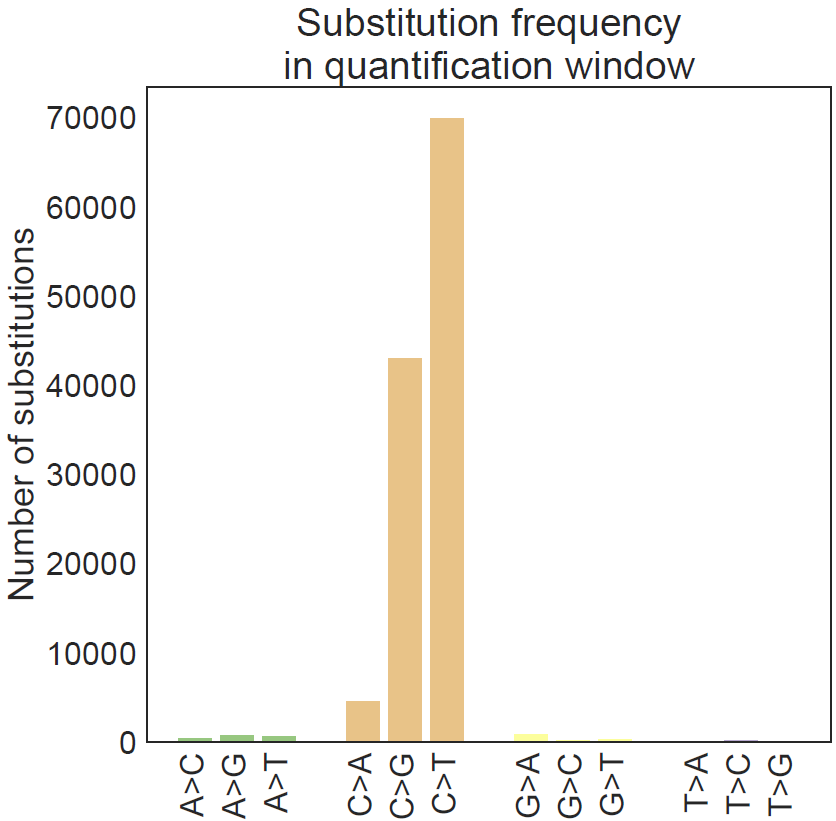 Substitution frequency
in quantification window
Number of substitutions
70000
60000
50000
40000
30000
20000
10000
0
A>C
A>G
A>T
C>A
C>G
C>T
G>A
G>C
G>T
T>A
T>C
T>G